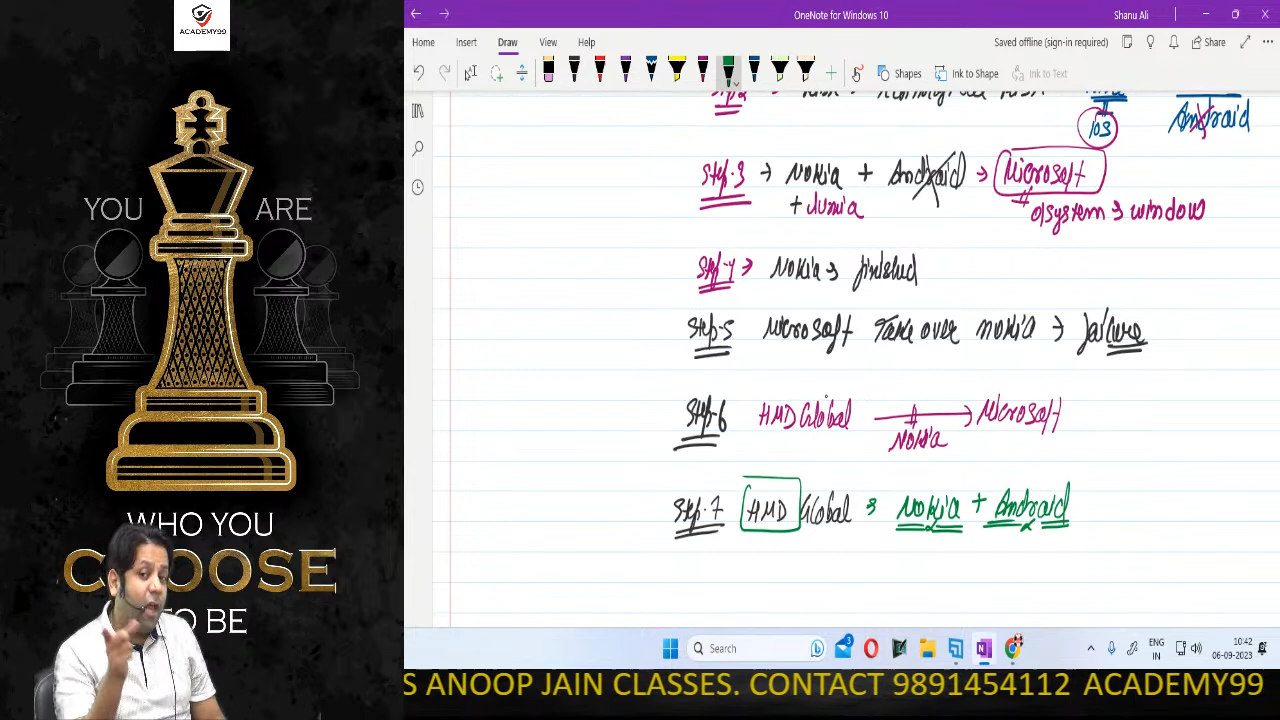 ACADEMY99
YOU ARE
WHO YOU
CHOOSE
TO BE
OneNote for Windows 10
Shanu Ali
Home Insert Draw View Help
Saved offline (sign-in required)
Share
Shapes
Ink to Shape
Ink to Text
ios
Android
Step-3 → Nokia + Android → Microsoft
+ Lumia
o/system → window
Step-4 → Nokia → finished
Step-5 Microsoft Take over nokia → failure
Step-6 HMD Global → Microsoft
Nokia
Step-7 HMD Global → Nokia + Android
Search
3
ENG
IN
10:42
06-09-2023
S ANOOP JAIN CLASSES. CONTACT 9891454112 ACADEMY99